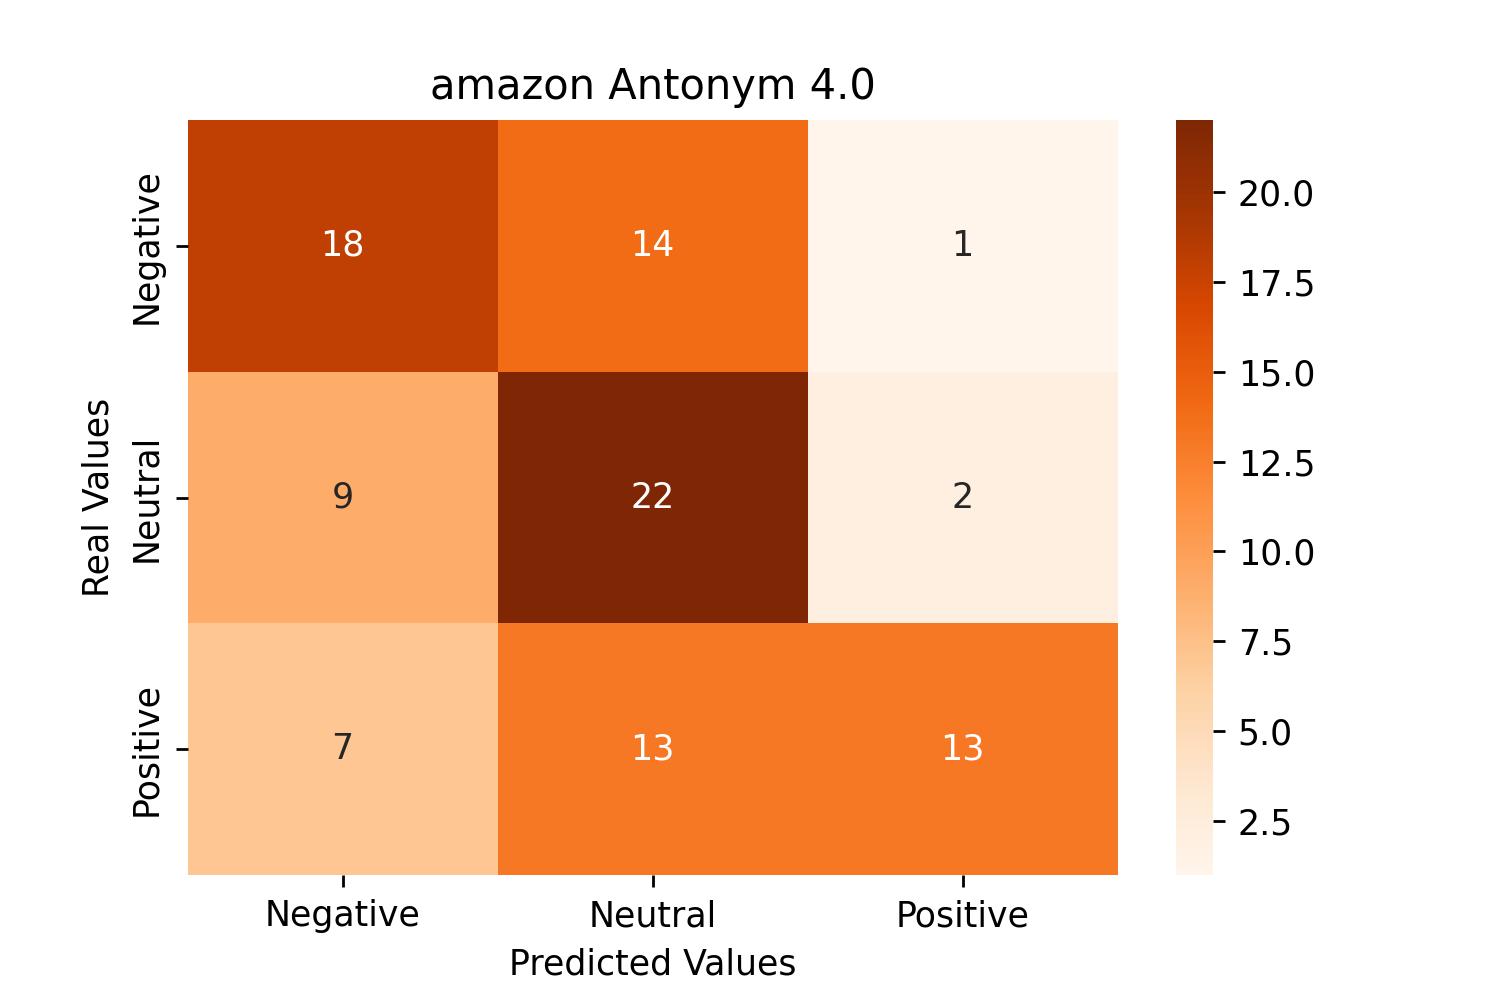 amazon Antonym 4.0
Real Values
Negative
18
14
1
Neutral
9
22
2
Positive
7
13
13
Negative
Neutral
Positive
Predicted Values
20.0
17.5
15.0
12.5
10.0
7.5
5.0
2.5